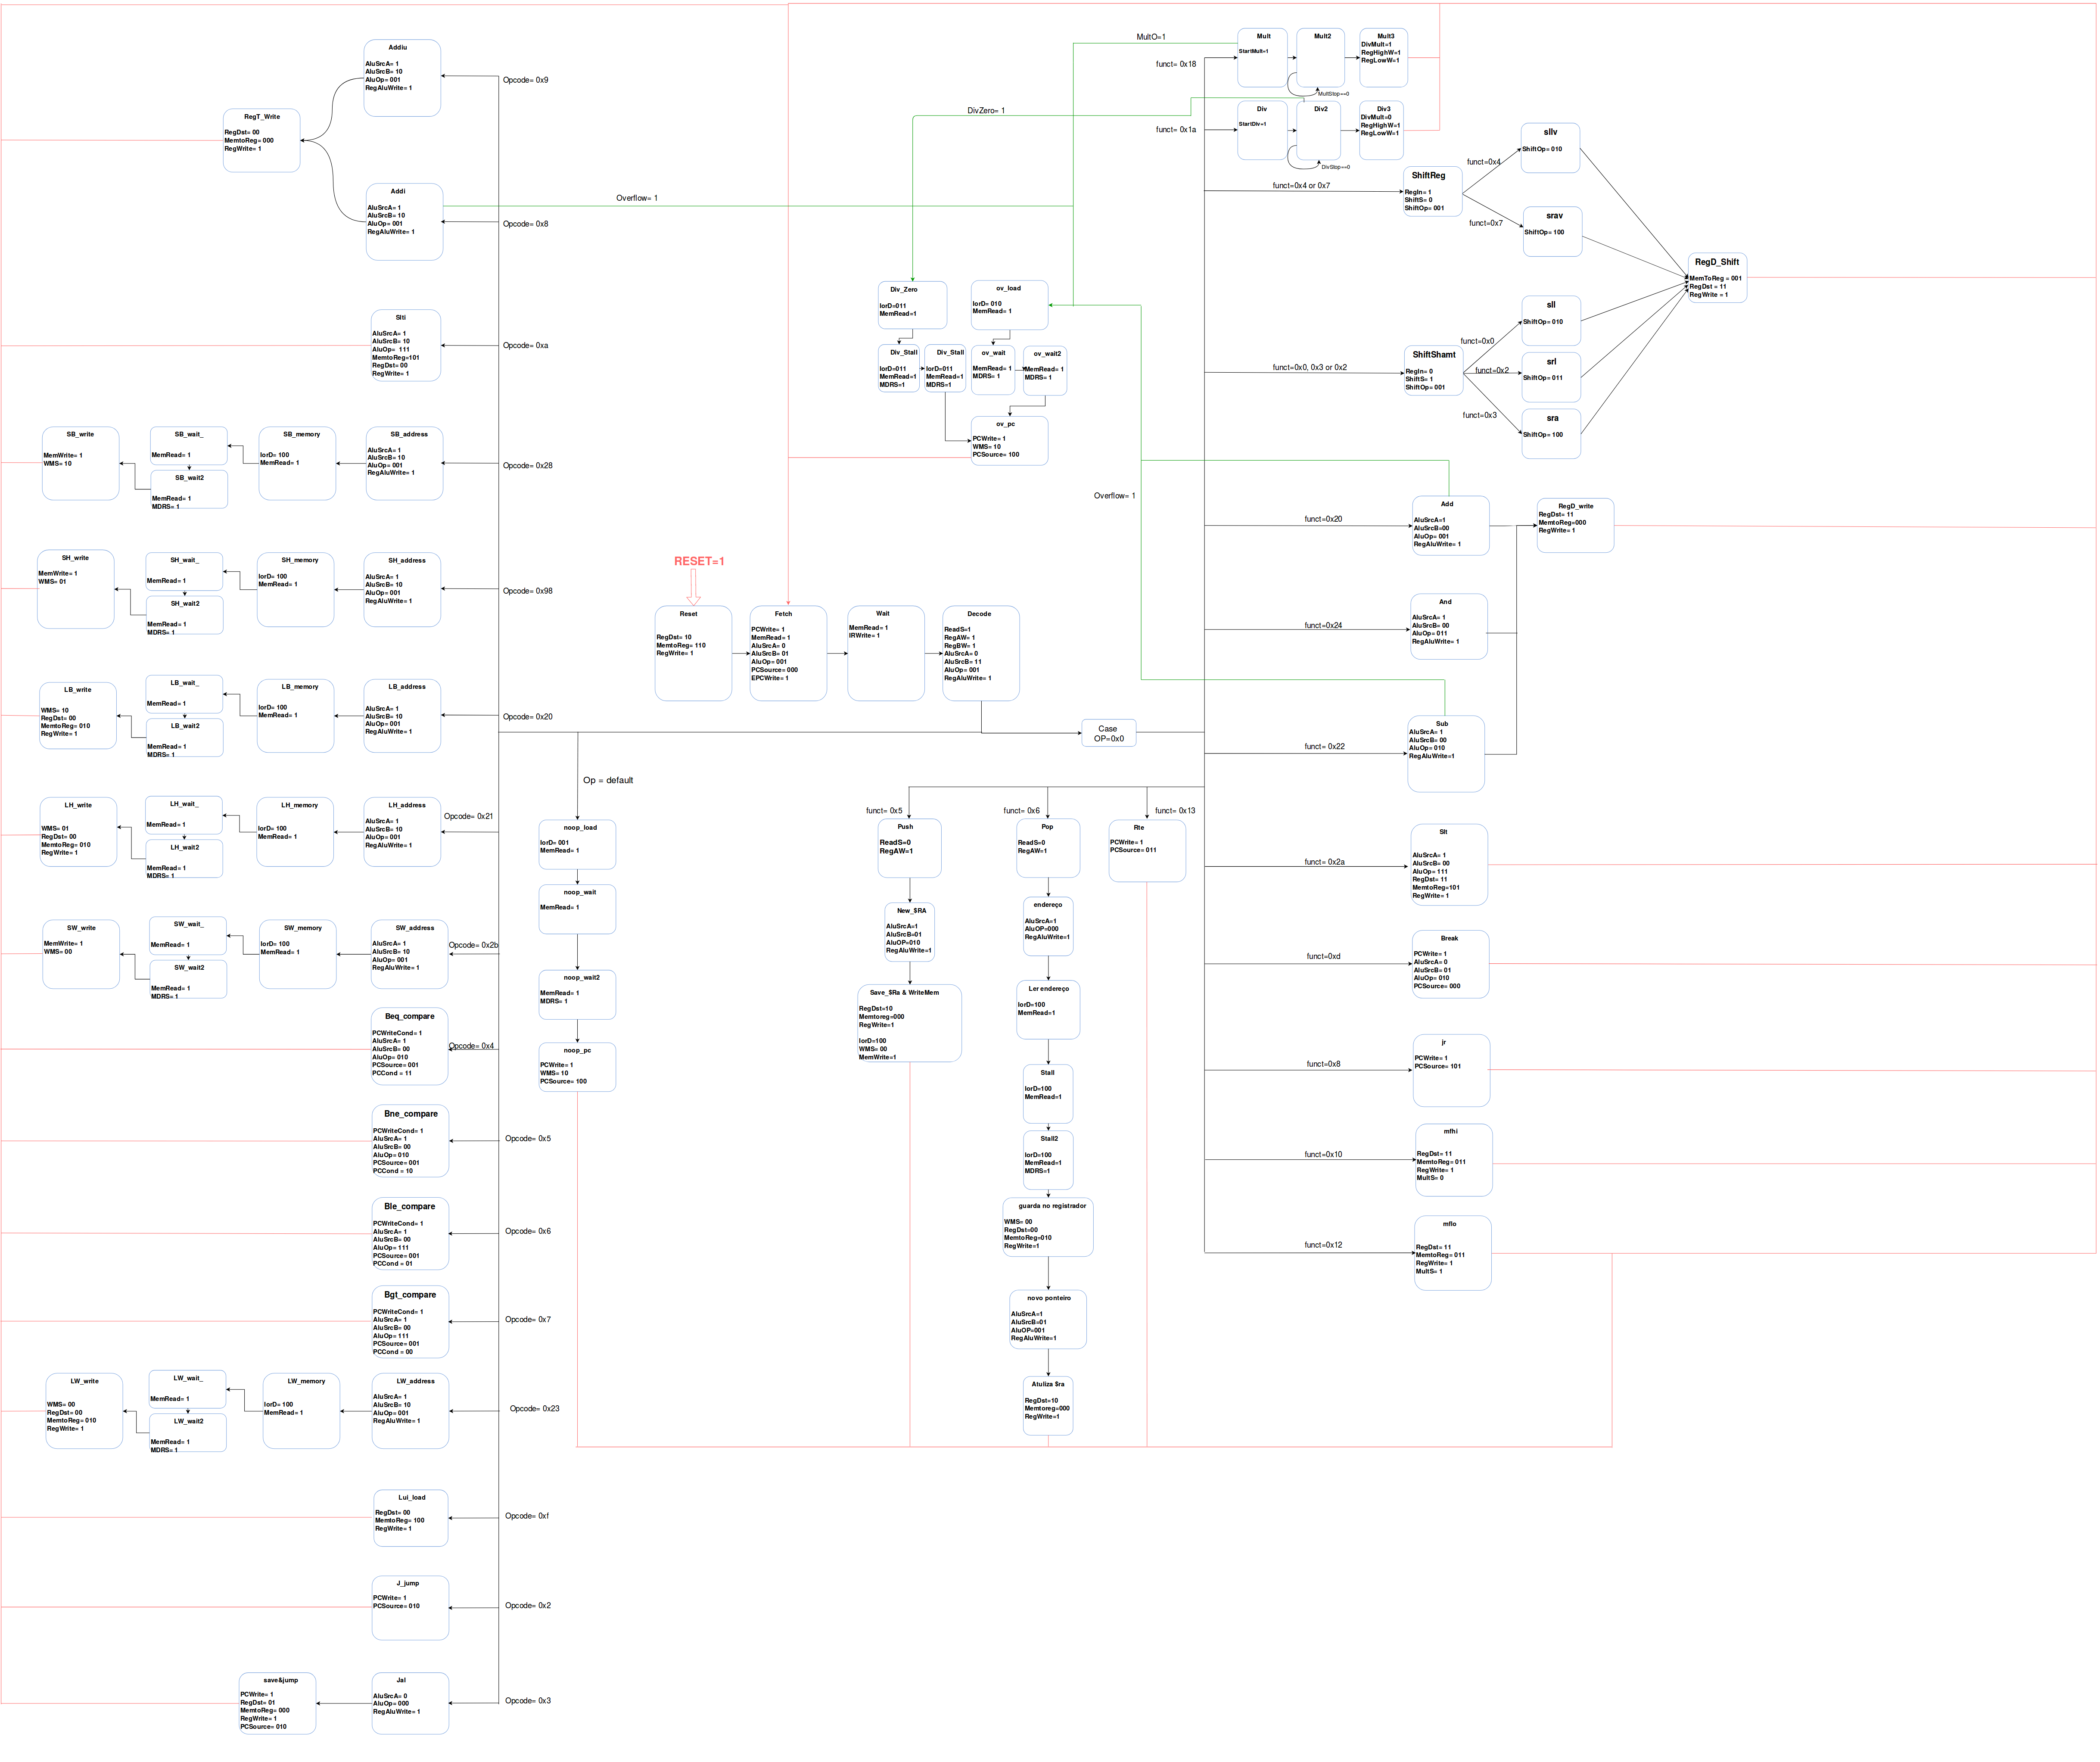 Addiu
AluSrcA= 1
AluSrcB= 10
AluOp= 001
RegAluWrite= 1
Opcode= 0x9
RegT_Write
RegDst= 00
MemtoReg= 000
RegWrite= 1
Addi
AluSrcA= 1
AluSrcB= 10
AluOp= 001
RegAluWrite= 1
Opcode= 0x8
Overflow= 1
Slti
AluSrcA= 1
AluSrcB= 10
AluOp= 111
MemtoReg=101
RegDst= 00
RegWrite= 1
Opcode= 0xa
SB_write
MemWrite= 1
WMS= 10
SB_wait_
MemRead= 1
SB_wait2
MemRead= 1
MDRS= 1
SB_memory
IorD= 100
MemRead= 1
SB_address
AluSrcA= 1
AluSrcB= 10
AluOp= 001
RegAluWrite= 1
Opcode= 0x28
SH_write
MemWrite= 1
WMS= 01
SH_wait_
MemRead= 1
SH_wait2
MemRead= 1
MDRS= 1
SH_memory
IorD= 100
MemRead= 1
SH_address
AluSrcA= 1
AluSrcB= 10
AluOp= 001
RegAluWrite= 1
Opcode= 0x98
LB_write
WMS= 10
RegDst= 00
MemtoReg= 010
RegWrite= 1
LB_wait_
MemRead= 1
LB_wait2
MemRead= 1
MDRS= 1
LB_memory
IorD= 100
MemRead= 1
LB_address
AluSrcA= 1
AluSrcB= 10
AluOp= 001
RegAluWrite= 1
Opcode= 0x20
LH_write
WMS= 01
RegDst= 00
MemtoReg= 010
RegWrite= 1
LH_wait_
MemRead= 1
LH_wait2
MemRead= 1
MDRS= 1
LH_memory
IorD= 100
MemRead= 1
LH_address
AluSrcA= 1
AluSrcB= 10
AluOp= 001
RegAluWrite= 1
Opcode= 0x21
SW_write
MemWrite= 1
WMS= 00
SW_wait_
MemRead= 1
SW_wait2
MemRead= 1
MDRS= 1
SW_memory
IorD= 100
MemRead= 1
SW_address
AluSrcA= 1
AluSrcB= 10
AluOp= 001
RegAluWrite= 1
Opcode= 0x2b
Beq_compare
PCWriteCond= 1
AluSrcA= 1
AluSrcB= 00
AluOp= 010
PCSource= 001
PCCond = 11
Opcode= 0x4
Bne_compare
PCWriteCond= 1
AluSrcA= 1
AluSrcB= 00
AluOp= 010
PCSource= 001
PCCond = 10
Opcode= 0x5
Ble_compare
PCWriteCond= 1
AluSrcA= 1
AluSrcB= 00
AluOp= 111
PCSource= 001
PCCond = 01
Opcode= 0x6
Bgt_compare
PCWriteCond= 1
AluSrcA= 1
AluSrcB= 00
AluOp= 111
PCSource= 001
PCCond = 00
Opcode= 0x7
LW_write
WMS= 00
RegDst= 00
MemtoReg= 010
RegWrite= 1
LW_wait_
MemRead= 1
LW_wait2
MemRead= 1
MDRS= 1
LW_memory
IorD= 100
MemRead= 1
LW_address
AluSrcA= 1
AluSrcB= 10
AluOp= 001
RegAluWrite= 1
Opcode= 0x23
Lui_load
RegDst= 00
MemtoReg= 100
RegWrite= 1
Opcode= 0xf
J_jump
PCWrite= 1
PCSource= 010
Opcode= 0x2
save&jump
PCWrite= 1
RegDst= 01
MemtoReg= 000
RegWrite= 1
PCSource= 010
Jal
AluSrcA= 0
AluOp= 000
RegAluWrite= 1
Opcode= 0x3
RESET=1
Reset
RegDst= 10
MemtoReg= 110
RegWrite= 1
Fetch
PCWrite= 1
MemRead= 1
AluSrcA= 0
AluSrcB= 01
AluOp= 001
PCSource= 000
EPCWrite= 1
Wait
MemRead= 1
IRWrite= 1
Decode
ReadS=1
RegAW= 1
RegBW= 1
AluSrcA= 0
AluSrcB= 11
AluOp= 001
RegAluWrite= 1
Case
OP=0x0
Op = default
noop_load
IorD= 001
MemRead= 1
noop_wait
MemRead= 1
noop_wait2
MemRead= 1
MDRS= 1
noop_pc
PCWrite= 1
WMS= 10
PCSource= 100
Div_Zero
IorD=011
MemRead=1
Div_Stall
IorD=011
MemRead=1
MDRS=1
Div_Stall
IorD=011
MemRead=1
MDRS=1
ov_load
IorD= 010
MemRead= 1
ov_wait
MemRead= 1
MDRS= 1
ov_wait2
MemRead= 1
MDRS= 1
ov_pc
PCWrite= 1
WMS= 10
PCSource= 100
MultO=1
DivZero= 1
Overflow= 1
funct= 0x18
Mult
StartMult=1
Mult2
MultStop==0
Mult3
DivMult=1
RegHighW=1
RegLowW=1
funct= 0x1a
Div
StartDiv=1
Div2
DivStop==0
Div3
DivMult=0
RegHighW=1
RegLowW=1
funct=0x4 or 0x7
ShiftReg
RegIn= 1
ShiftS= 0
ShiftOp= 001
funct=0x4
sllv
ShiftOp= 010
funct=0x7
srav
ShiftOp= 100
RegD_Shift
MemToReg = 001
RegDst = 11
RegWrite = 1
funct=0x0, 0x3 or 0x2
ShiftShamt
RegIn= 0
ShiftS= 1
ShiftOp= 001
funct=0x0
sll
ShiftOp= 010
funct=0x2
srl
ShiftOp= 011
funct=0x3
sra
ShiftOp= 100
funct=0x20
Add
AluSrcA=1
AluSrcB=00
AluOp= 001
RegAluWrite= 1
RegD_write
RegDst= 11
MemtoReg=000
RegWrite= 1
funct=0x24
And
AluSrcA= 1
AluSrcB= 00
AluOp= 011
RegAluWrite= 1
funct= 0x22
Sub
AluSrcA= 1
AluSrcB= 00
AluOp= 010
RegAluWrite=1
funct= 0x2a
Slt
AluSrcA= 1
AluSrcB= 00
AluOp= 111
RegDst= 11
MemtoReg=101
RegWrite= 1
funct=0xd
Break
PCWrite= 1
AluSrcA= 0
AluSrcB= 01
AluOp= 010
PCSource= 000
funct=0x8
jr
PCWrite= 1
PCSource= 101
funct=0x10
mfhi
RegDst= 11
MemtoReg= 011
RegWrite= 1
MultS= 0
funct=0x12
mflo
RegDst= 11
MemtoReg= 011
RegWrite= 1
MultS= 1
funct= 0x5
Push
ReadS=0
RegAW=1
New_$RA
AluSrcA=1
AluSrcB=01
AluOP=010
RegAluWrite=1
Save_$Ra & WriteMem
RegDst=10
Memtoreg=000
RegWrite=1
IorD=100
WMS= 00
MemWrite=1
funct= 0x6
Pop
ReadS=0
RegAW=1
endereço
AluSrcA=1
AluOP=000
RegAluWrite=1
Ler endereço
IorD=100
MemRead=1
Stall
IorD=100
MemRead=1
Stall2
IorD=100
MemRead=1
MDRS=1
guarda no registrador
WMS= 00
RegDst=00
MemtoReg=010
RegWrite=1
novo ponteiro
AluSrcA=1
AluSrcB=01
AluOP=001
RegAluWrite=1
Atuliza $ra
RegDst=10
Memtoreg=000
RegWrite=1
funct= 0x13
Rte
PCWrite= 1
PCSource= 011